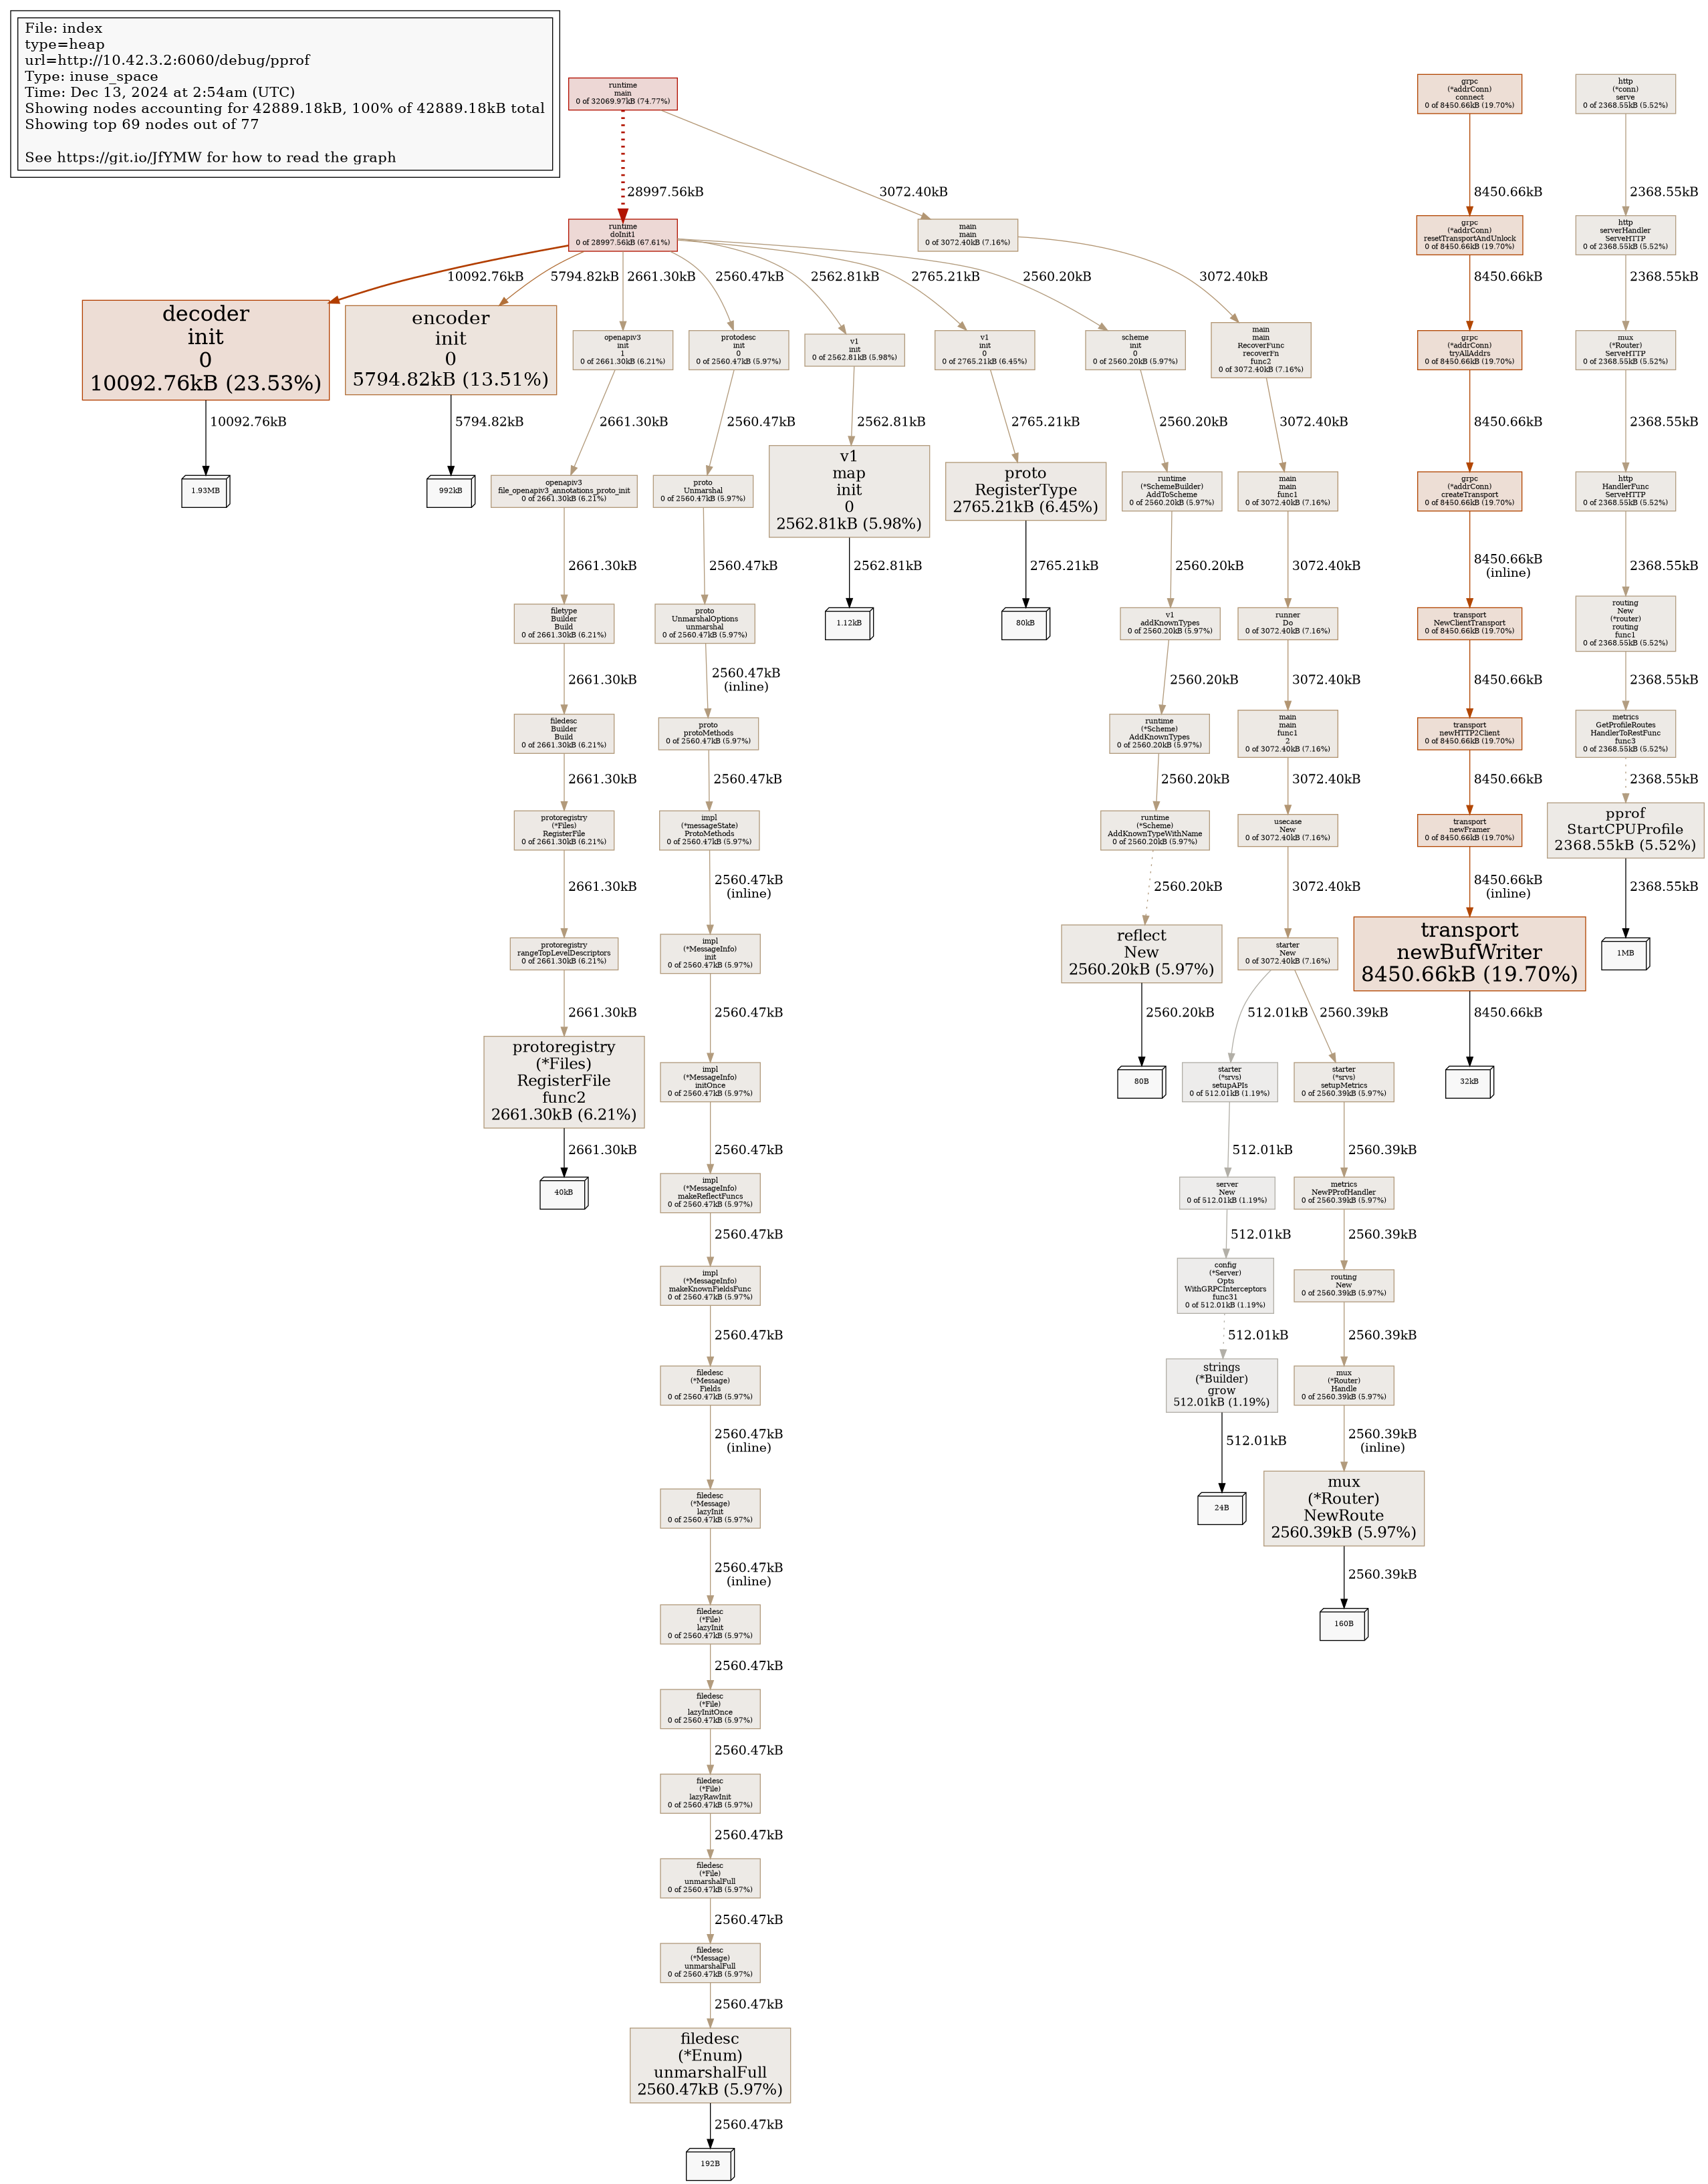 File: index
type=heap
url=http://10.42.3.2:6060/debug/pprof
Type: inuse_space
Time: Dec 13, 2024 at 2:54am (UTC)
Showing nodes accounting for 42889.18kB, 100% of 42889.18kB total
Showing top 69 nodes out of 77
See https://git.io/JfYMW for how to read the graph
runtime
main
0 of 32069.97kB (74.77%)
28997.56kB
3072.40kB
runtime
doInit1
0 of 28997.56kB (67.61%)
main
main
0 of 3072.40kB (7.16%)
10092.76kB
5794.82kB
2661.30kB
2560.47kB
2562.81kB
2765.21kB
2560.20kB
3072.40kB
decoder
init
0
10092.76kB (23.53%)
10092.76kB
1.93MB
encoder
init
0
5794.82kB (13.51%)
5794.82kB
992kB
openapiv3
init
1
0 of 2661.30kB (6.21%)
2661.30kB
openapiv3
file_openapiv3_annotations_proto_init
0 of 2661.30kB (6.21%)
2661.30kB
filetype
Builder
Build
0 of 2661.30kB (6.21%)
2661.30kB
filedesc
Builder
Build
0 of 2661.30kB (6.21%)
2661.30kB
protoregistry
(*Files)
RegisterFile
0 of 2661.30kB (6.21%)
2661.30kB
protoregistry
rangeTopLevelDescriptors
0 of 2661.30kB (6.21%)
2661.30kB
protoregistry
(*Files)
RegisterFile
func2
2661.30kB (6.21%)
2661.30kB
40kB
protodesc
init
0
0 of 2560.47kB (5.97%)
2560.47kB
proto
Unmarshal
0 of 2560.47kB (5.97%)
2560.47kB
proto
UnmarshalOptions
unmarshal
0 of 2560.47kB (5.97%)
2560.47kB
(inline)
proto
protoMethods
0 of 2560.47kB (5.97%)
2560.47kB
impl
(*messageState)
ProtoMethods
0 of 2560.47kB (5.97%)
2560.47kB
(inline)
impl
(*MessageInfo)
init
0 of 2560.47kB (5.97%)
2560.47kB
impl
(*MessageInfo)
initOnce
0 of 2560.47kB (5.97%)
2560.47kB
impl
(*MessageInfo)
makeReflectFuncs
0 of 2560.47kB (5.97%)
2560.47kB
impl
(*MessageInfo)
makeKnownFieldsFunc
0 of 2560.47kB (5.97%)
2560.47kB
filedesc
(*Message)
Fields
0 of 2560.47kB (5.97%)
2560.47kB
(inline)
filedesc
(*Message)
lazyInit
0 of 2560.47kB (5.97%)
2560.47kB
(inline)
filedesc
(*File)
lazyInit
0 of 2560.47kB (5.97%)
2560.47kB
filedesc
(*File)
lazyInitOnce
0 of 2560.47kB (5.97%)
2560.47kB
filedesc
(*File)
lazyRawInit
0 of 2560.47kB (5.97%)
2560.47kB
filedesc
(*File)
unmarshalFull
0 of 2560.47kB (5.97%)
2560.47kB
filedesc
(*Message)
unmarshalFull
0 of 2560.47kB (5.97%)
2560.47kB
filedesc
(*Enum)
unmarshalFull
2560.47kB (5.97%)
2560.47kB
192B
v1
init
0 of 2562.81kB (5.98%)
2562.81kB
v1
map
init
0
2562.81kB (5.98%)
2562.81kB
1.12kB
v1
init
0
0 of 2765.21kB (6.45%)
2765.21kB
proto
RegisterType
2765.21kB (6.45%)
2765.21kB
80kB
scheme
init
0
0 of 2560.20kB (5.97%)
2560.20kB
runtime
(*SchemeBuilder)
AddToScheme
0 of 2560.20kB (5.97%)
2560.20kB
v1
addKnownTypes
0 of 2560.20kB (5.97%)
2560.20kB
runtime
(*Scheme)
AddKnownTypes
0 of 2560.20kB (5.97%)
2560.20kB
runtime
(*Scheme)
AddKnownTypeWithName
0 of 2560.20kB (5.97%)
2560.20kB
reflect
New
2560.20kB (5.97%)
2560.20kB
80B
main
main
RecoverFunc
recoverFn
func2
0 of 3072.40kB (7.16%)
3072.40kB
main
main
func1
0 of 3072.40kB (7.16%)
3072.40kB
runner
Do
0 of 3072.40kB (7.16%)
3072.40kB
main
main
func1
2
0 of 3072.40kB (7.16%)
3072.40kB
usecase
New
0 of 3072.40kB (7.16%)
3072.40kB
starter
New
0 of 3072.40kB (7.16%)
512.01kB
2560.39kB
starter
(*srvs)
setupAPIs
0 of 512.01kB (1.19%)
512.01kB
server
New
0 of 512.01kB (1.19%)
512.01kB
config
(*Server)
Opts
WithGRPCInterceptors
func31
0 of 512.01kB (1.19%)
512.01kB
strings
(*Builder)
grow
512.01kB (1.19%)
512.01kB
24B
starter
(*srvs)
setupMetrics
0 of 2560.39kB (5.97%)
2560.39kB
metrics
NewPProfHandler
0 of 2560.39kB (5.97%)
2560.39kB
routing
New
0 of 2560.39kB (5.97%)
2560.39kB
mux
(*Router)
Handle
0 of 2560.39kB (5.97%)
2560.39kB
(inline)
mux
(*Router)
NewRoute
2560.39kB (5.97%)
2560.39kB
160B
grpc
(*addrConn)
connect
0 of 8450.66kB (19.70%)
8450.66kB
grpc
(*addrConn)
resetTransportAndUnlock
0 of 8450.66kB (19.70%)
8450.66kB
grpc
(*addrConn)
tryAllAddrs
0 of 8450.66kB (19.70%)
8450.66kB
grpc
(*addrConn)
createTransport
0 of 8450.66kB (19.70%)
8450.66kB
(inline)
transport
NewClientTransport
0 of 8450.66kB (19.70%)
8450.66kB
transport
newHTTP2Client
0 of 8450.66kB (19.70%)
8450.66kB
transport
newFramer
0 of 8450.66kB (19.70%)
8450.66kB
(inline)
transport
newBufWriter
8450.66kB (19.70%)
8450.66kB
32kB
http
(*conn)
serve
0 of 2368.55kB (5.52%)
2368.55kB
http
serverHandler
ServeHTTP
0 of 2368.55kB (5.52%)
2368.55kB
mux
(*Router)
ServeHTTP
0 of 2368.55kB (5.52%)
2368.55kB
http
HandlerFunc
ServeHTTP
0 of 2368.55kB (5.52%)
2368.55kB
routing
New
(*router)
routing
func1
0 of 2368.55kB (5.52%)
2368.55kB
metrics
GetProfileRoutes
HandlerToRestFunc
func3
0 of 2368.55kB (5.52%)
2368.55kB
pprof
StartCPUProfile
2368.55kB (5.52%)
2368.55kB
1MB